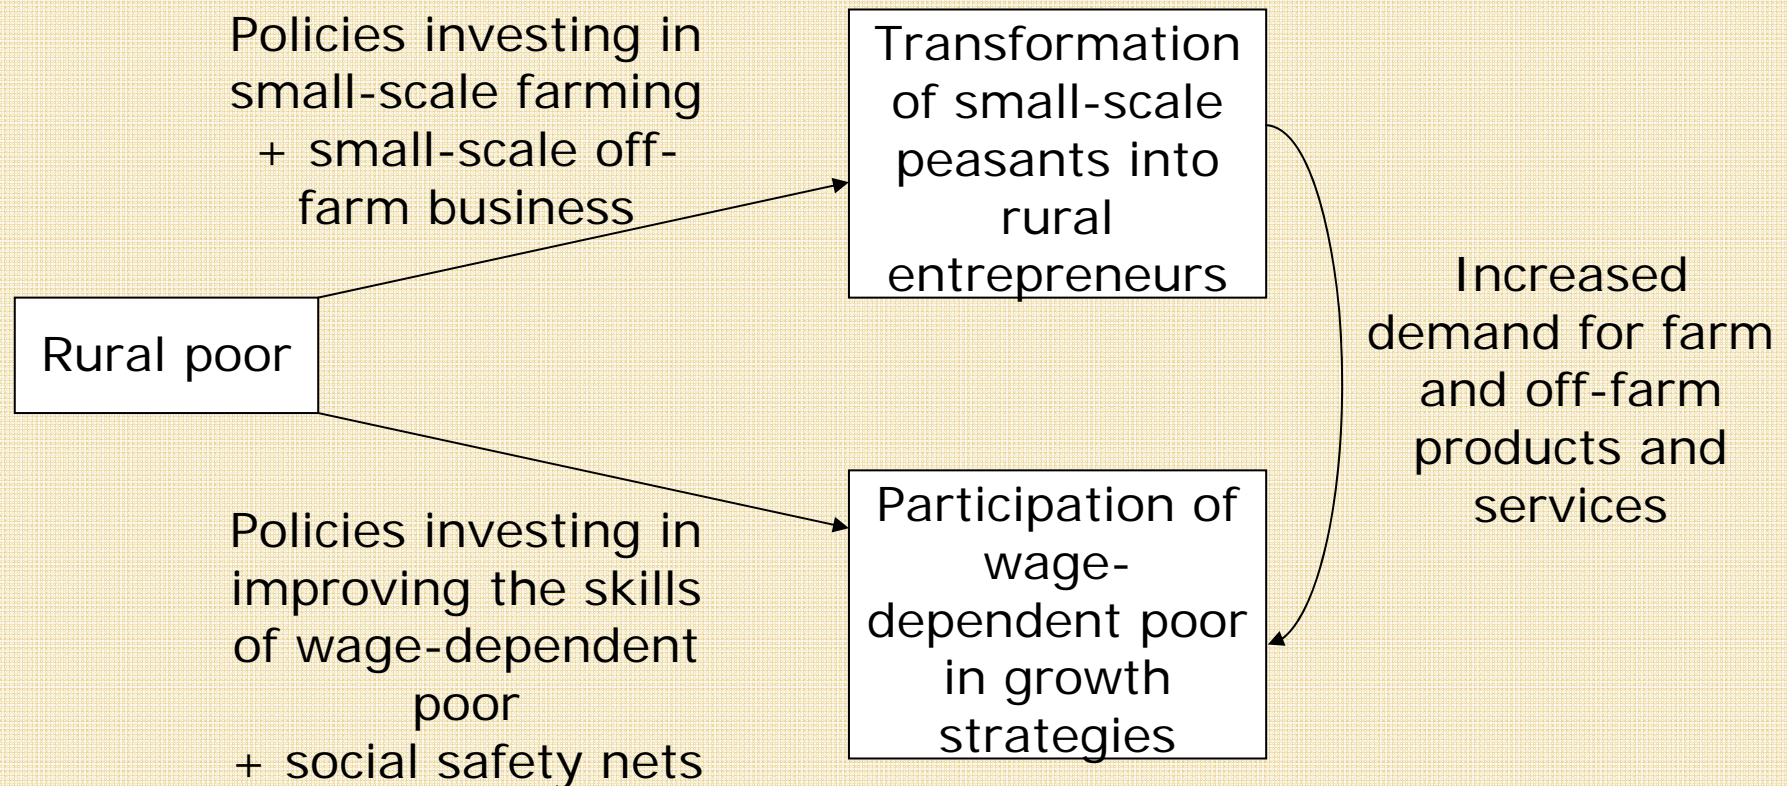 Policies investing in
small-scale farming
+ small-scale off-
farm business
Transformation
of small-scale
peasants into
rural
entrepreneurs
Rural poor
Increased
demand for farm
and off-farm
products and
services
Policies investing in
improving the skills
of wage-dependent
poor
+ social safety nets
Participation of
wage-
dependent poor
in growth
strategies